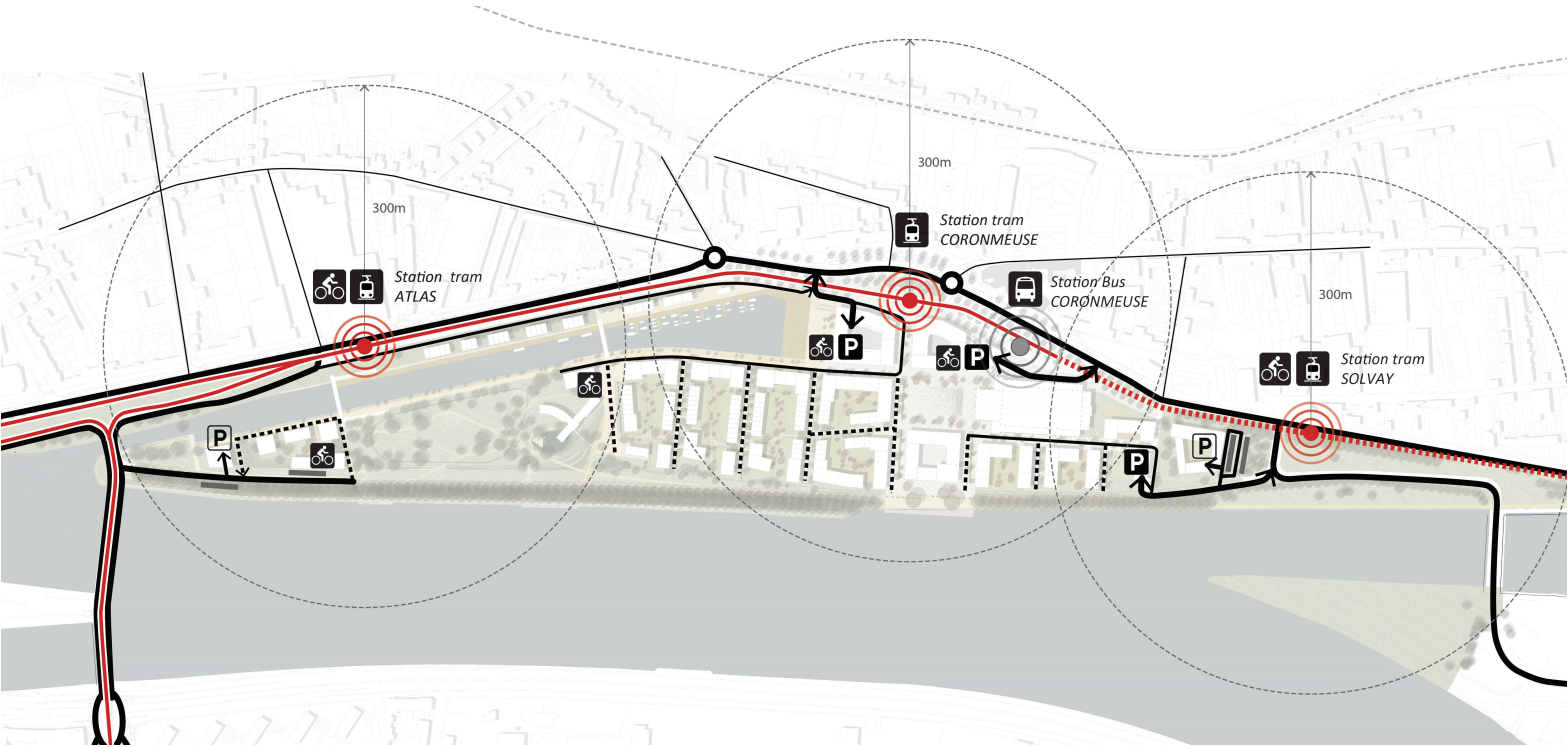 300m
Station tram
CORONMEUSE
300m
Station tram
ATLAS
Station Bus
CORONMEUSE
300m
Station tram
SOLVAY
P
P
P
P
P